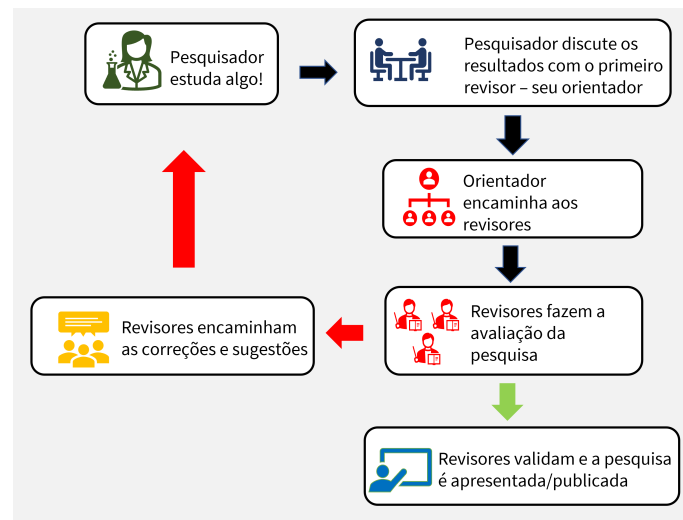 Pesquisador
estuda algo!
Pesquisador discute os
resultados com o primeiro
revisor – seu orientador
Orientador
encaminha aos
revisores
Revisores fazem a
avaliação da
pesquisa
Revisores encaminham
as correções e sugestões
Revisores validam e a pesquisa
é apresentada/publicada